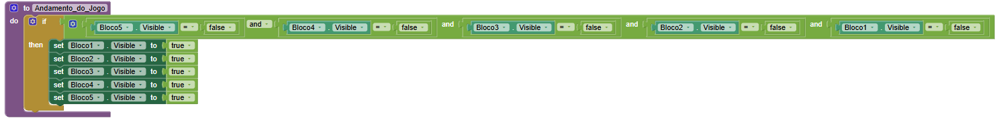 to Andamento_do_Jogo
do if Bloco5 . Visible = false and Bloco4 . Visible = false and Bloco3 . Visible = false and Bloco2 . Visible = false and Bloco1 . Visible = false
then set Bloco1 . Visible to true
set Bloco2 . Visible to true
set Bloco3 . Visible to true
set Bloco4 . Visible to true
set Bloco5 . Visible to true